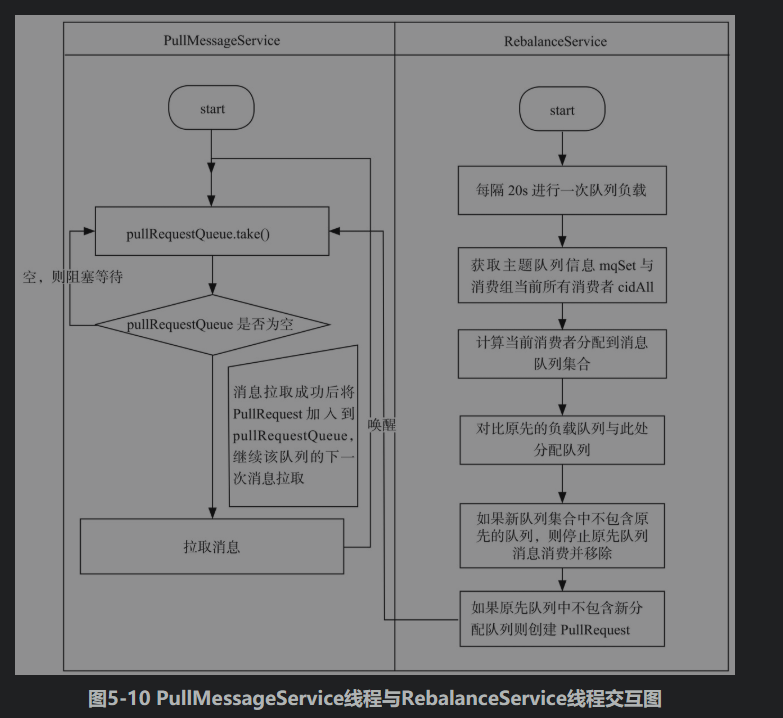 PullMessageService
RebalanceService
start
pullRequestQueue.take()
空，则阻塞等待
pullRequestQueue 是否为空
消息拉取成功后将
PullRequest 加入到
pullRequestQueue，
继续该队列的下一
次消息拉取
唤醒
拉取消息
start
每隔 20s 进行一次队列负载
获取主题队列信息 mqSet 与
消费组当前所有消费者 cidAll
计算当前消费者分配到消息
队列集合
对比原先的负载队列与此处
分配队列
如果新队列集合中不包含原
先的队列，则停止原先队列
消息消费并移除
如果原先队列中不包含新分
配队列则创建 PullRequest
图5-10 PullMessageService线程与RebalanceService线程交互图